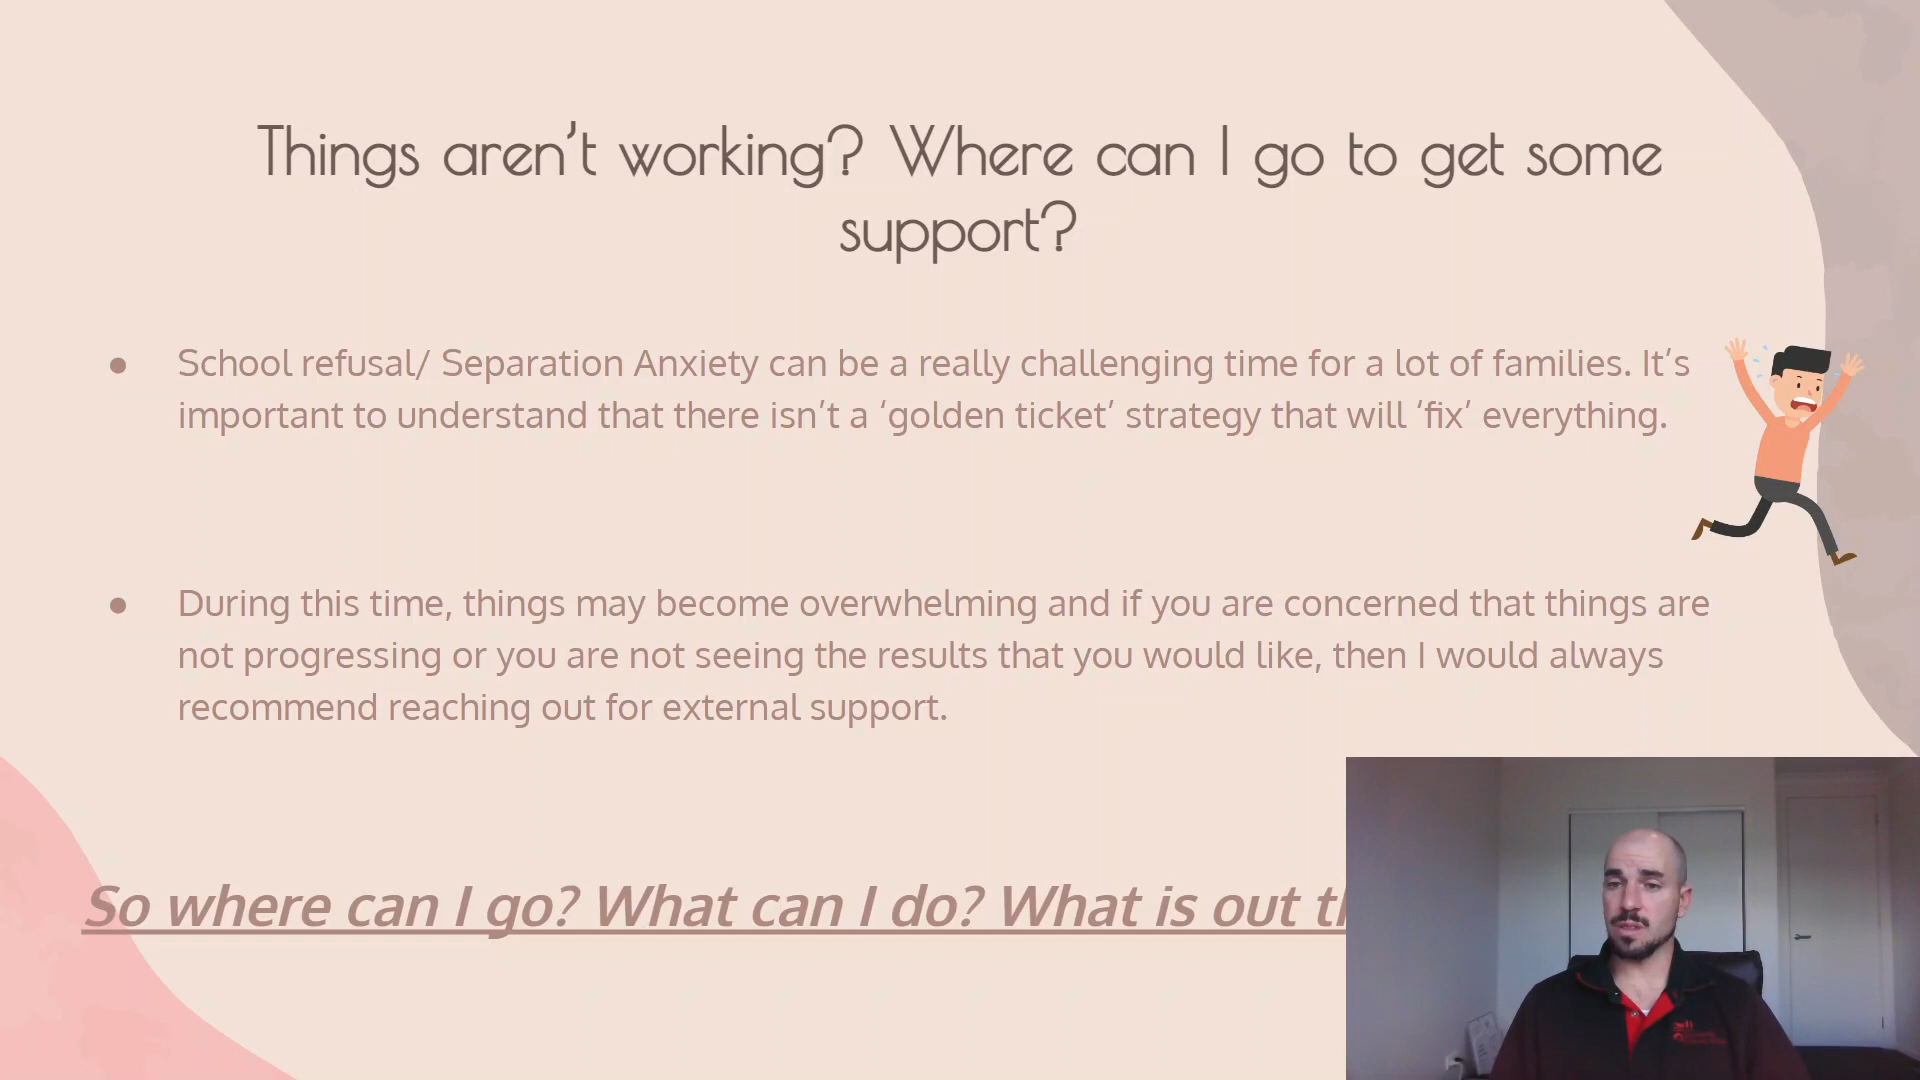 Things aren’t working? Where can I go to get some
support?
● School refusal/ Separation Anxiety can be a really challenging time for a lot of families. It’s
important to understand that there isn’t a ‘golden ticket’ strategy that will ‘fix’ everything.
● During this time, things may become overwhelming and if you are concerned that things are
not progressing or you are not seeing the results that you would like, then I would always
recommend reaching out for external support.
So where can I go? What can I do? What is out